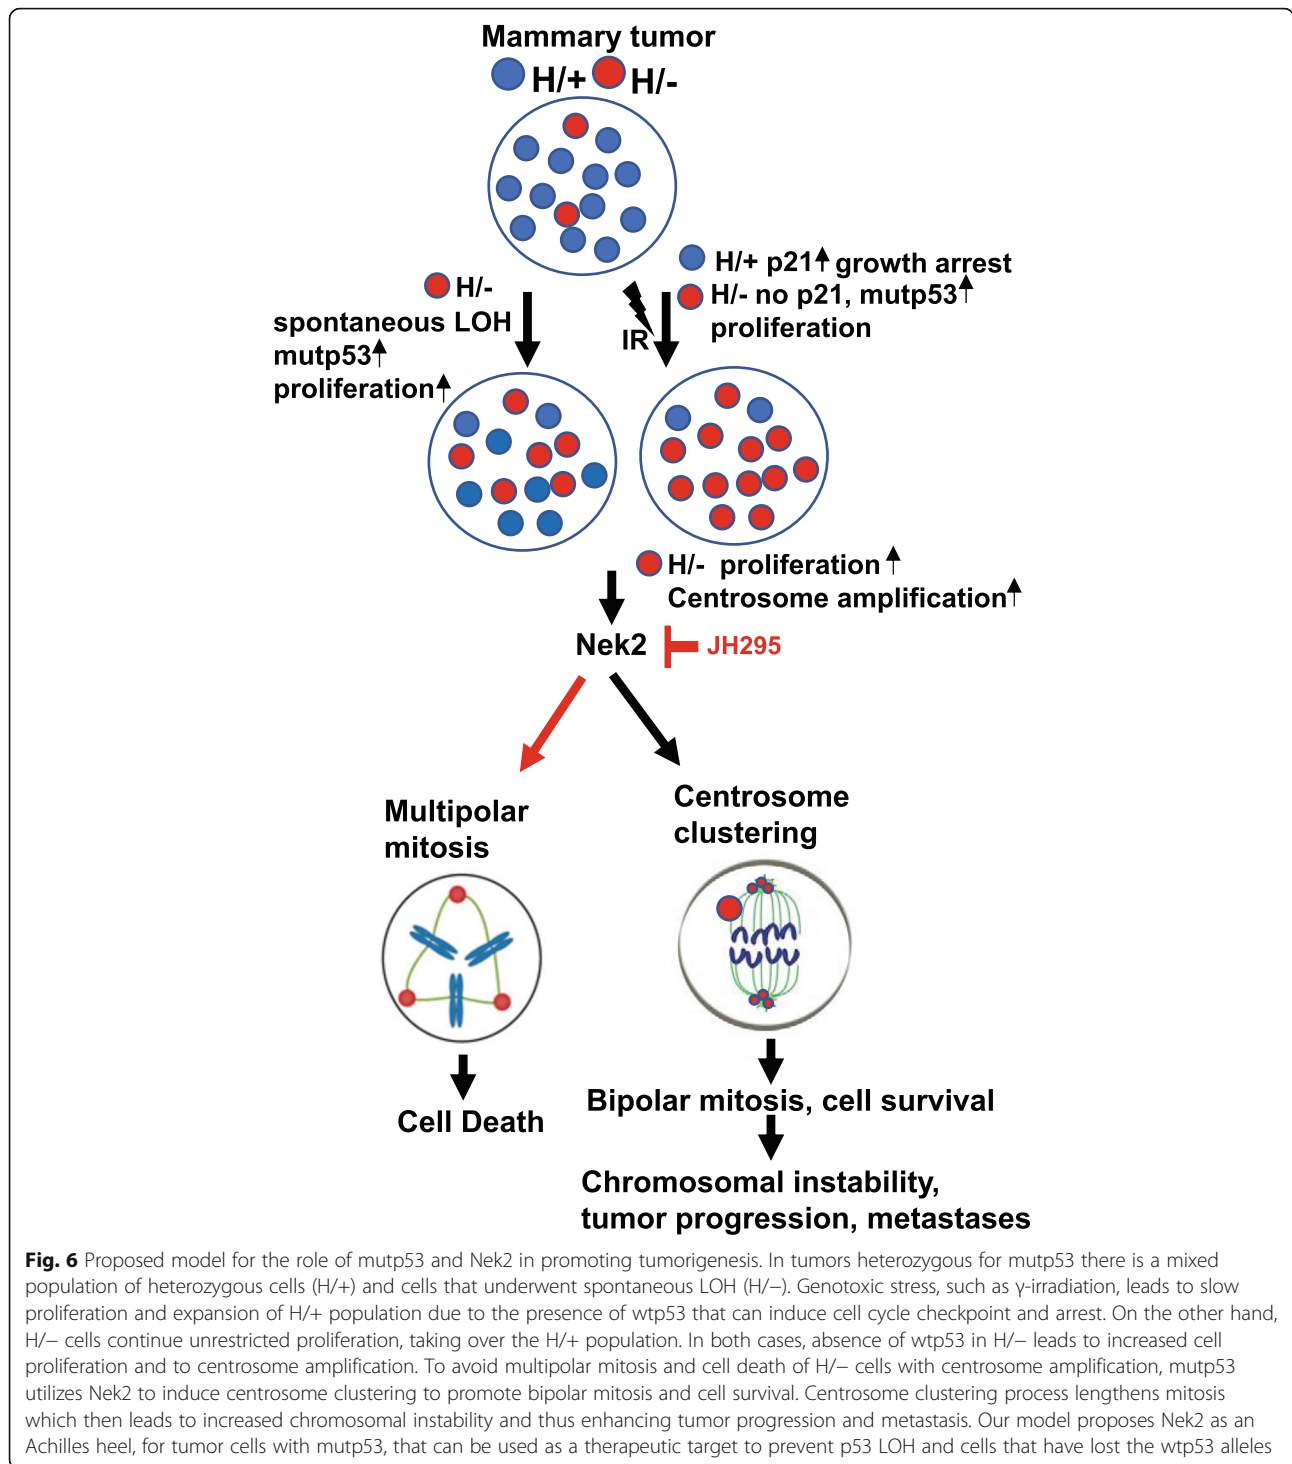 Mammary tumor
H/+ H/-
H/+ p21 growth arrest
H/- no p21, mutp53
proliferation
H/-
spontaneous LOH
mutp53
proliferation
IR
H/- proliferation
Centrosome amplification
Nek2
JH295
Multipolar
mitosis
Centrosome
clustering
Cell Death
Bipolar mitosis, cell survival
Chromosomal instability,
tumor progression, metastases
Fig. 6 Proposed model for the role of mutp53 and Nek2 in promoting tumorigenesis. In tumors heterozygous for mutp53 there is a mixed
population of heterozygous cells (H/+) and cells that underwent spontaneous LOH (H/−). Genotoxic stress, such as γ-irradiation, leads to slow
proliferation and expansion of H/+ population due to the presence of wtp53 that can induce cell cycle checkpoint and arrest. On the other hand,
H/− cells continue unrestricted proliferation, taking over the H/+ population. In both cases, absence of wtp53 in H/− leads to increased cell
proliferation and to centrosome amplification. To avoid multipolar mitosis and cell death of H/− cells with centrosome amplification, mutp53
utilizes Nek2 to induce centrosome clustering to promote bipolar mitosis and cell survival. Centrosome clustering process lengthens mitosis
which then leads to increased chromosomal instability and thus enhancing tumor progression and metastasis. Our model proposes Nek2 as an
Achilles heel, for tumor cells with mutp53, that can be used as a therapeutic target to prevent p53 LOH and cells that have lost the wtp53 alleles